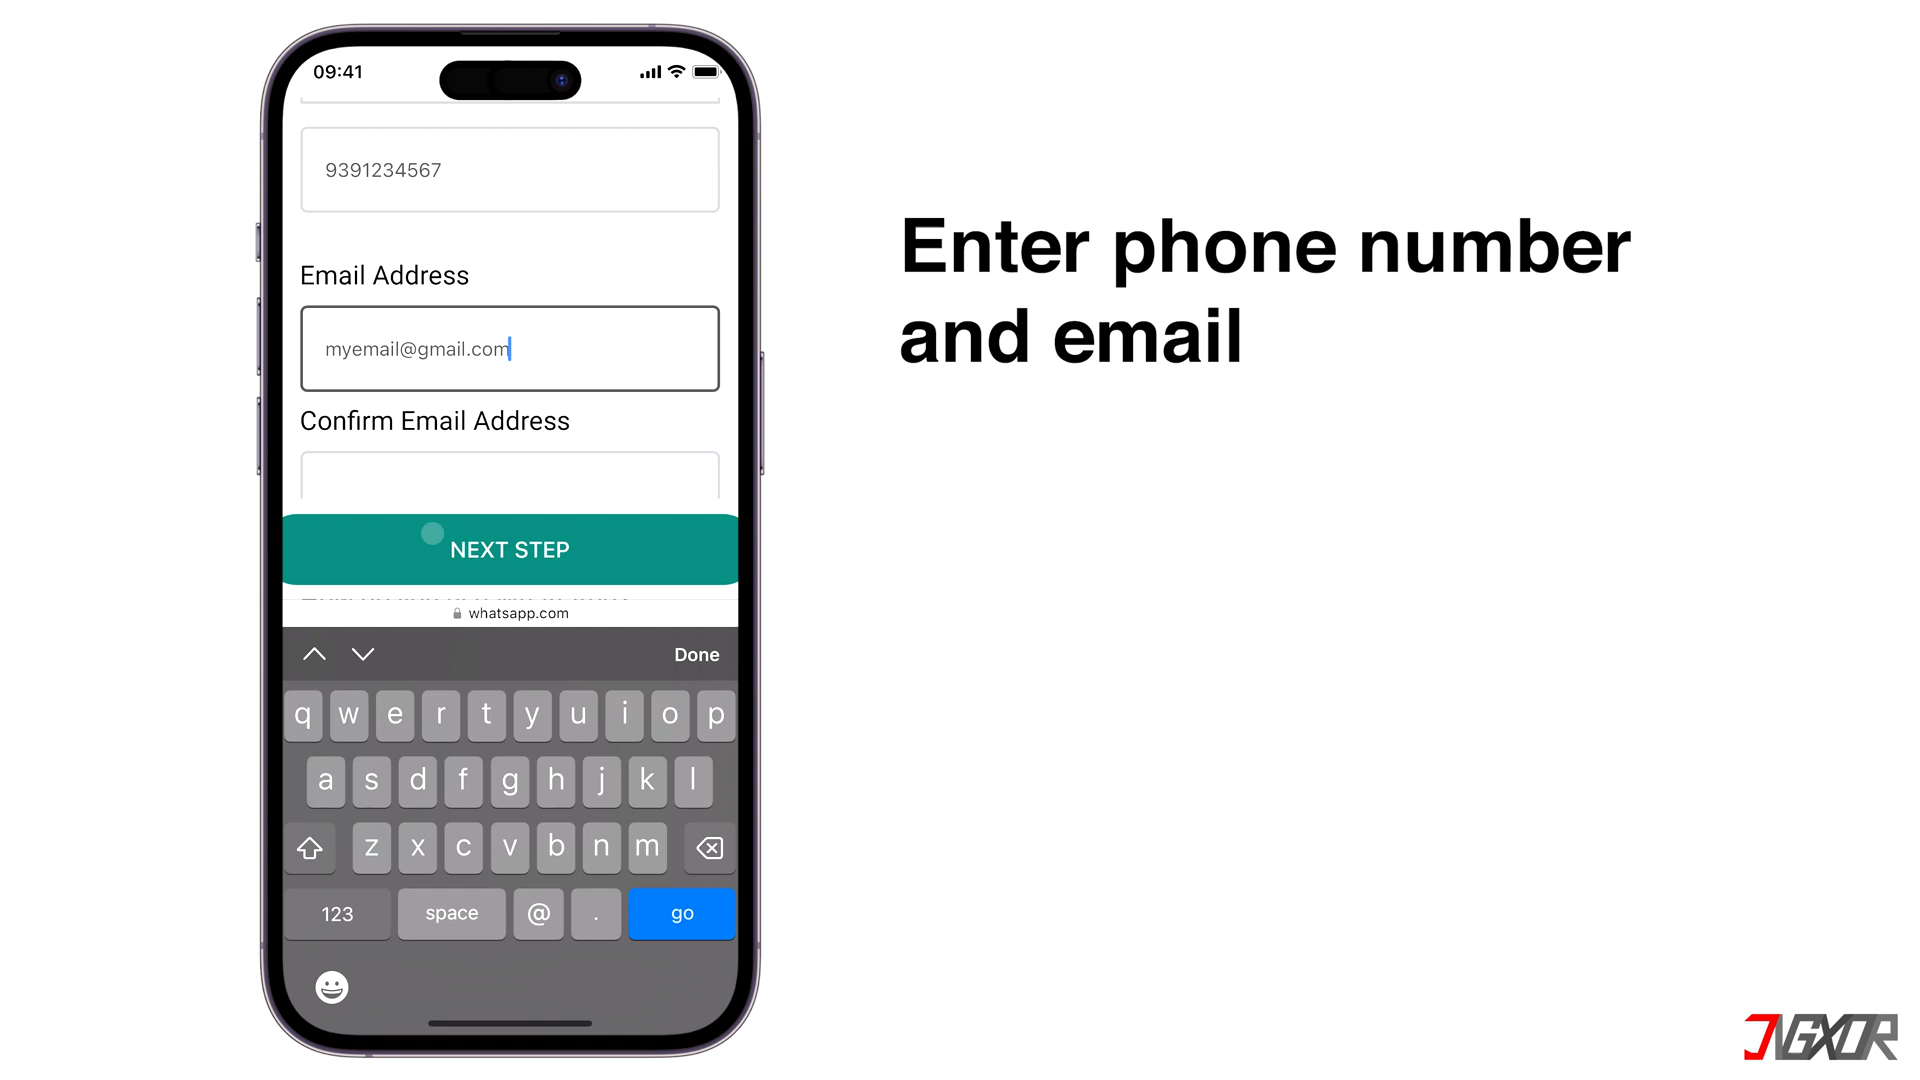 09:41
9391234567
Email Address
myemail@gmail.com
Confirm Email Address
NEXT STEP
whatsapp.com
Done
q w e r t y u i o p
a s d f g h j k l
z x c v b n m
123 space @ . go
Enter phone number
and email
JNGXOR